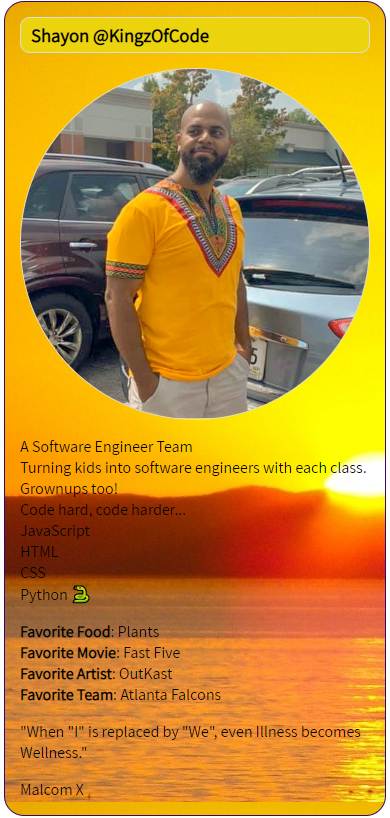 Shayon @KingzOfCode
A Software Engineer Team
Turning kids into software engineers with each class.
Grownups too!
Code hard, code harder...
JavaScript
HTML
CSS
Python 🐍
Favorite Food: Plants
Favorite Movie: Fast Five
Favorite Artist: OutKast
Favorite Team: Atlanta Falcons
"When "I" is replaced by "We", even Illness becomes
Wellness."
Malcom X